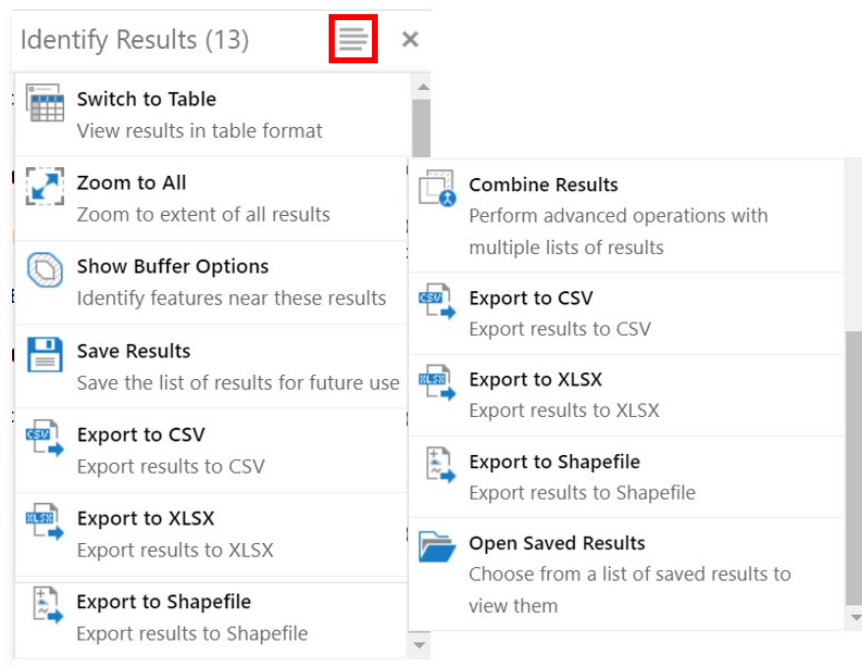 Identify Results (13)
Switch to Table
View results in table format
Zoom to All
Zoom to extent of all results
Show Buffer Options
Identify features near these results
Save Results
Save the list of results for future use
CSV
Export to CSV
Export results to CSV
XLSX
Export to XLSX
Export results to XLSX
Export to Shapefile
Export results to Shapefile
Combine Results
Perform advanced operations with
multiple lists of results
CSV
Export to CSV
Export results to CSV
XLSX
Export to XLSX
Export results to XLSX
Export to Shapefile
Export results to Shapefile
Open Saved Results
Choose from a list of saved results to
view them